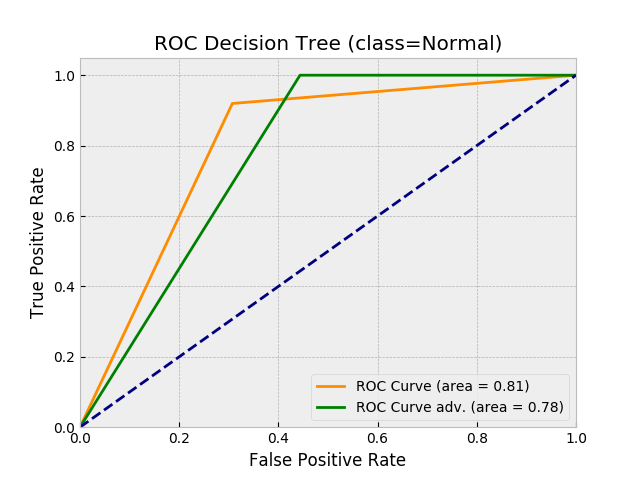 ROC Decision Tree (class=Normal)
True Positive Rate
1.0
0.8
0.6
0.4
0.2
0.0
0.0 0.2 0.4 0.6 0.8 1.0
False Positive Rate
ROC Curve (area = 0.81)
ROC Curve adv. (area = 0.78)